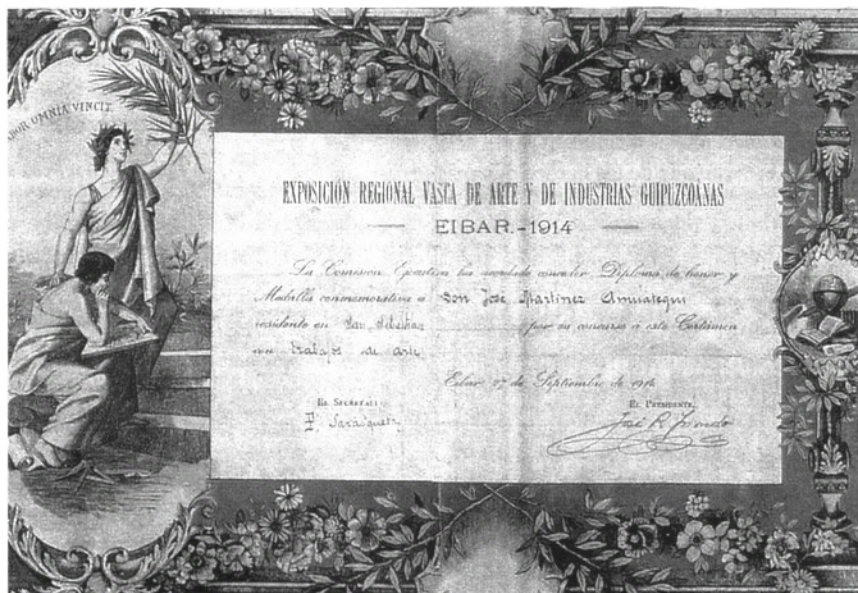 LABOR OMNIA VINCIT
EXPOSICIÓN REGIONAL VASCA DE ARTE Y DE INDUSTRIAS GUIPUZCOANAS
EIBAR.-1914
La Comisión Ejecutiva ha acordado conceder Diploma de honor y
Medalla conmemorativa a Don José Martinez Amuategui
residente en San Sebastian por su concurso á este Certámen
con trabajos de arte
Eibar 27 de Septiembre de 1914
EL SECRETARIO EL PRESIDENTE,
F. Sarasqueta José R.